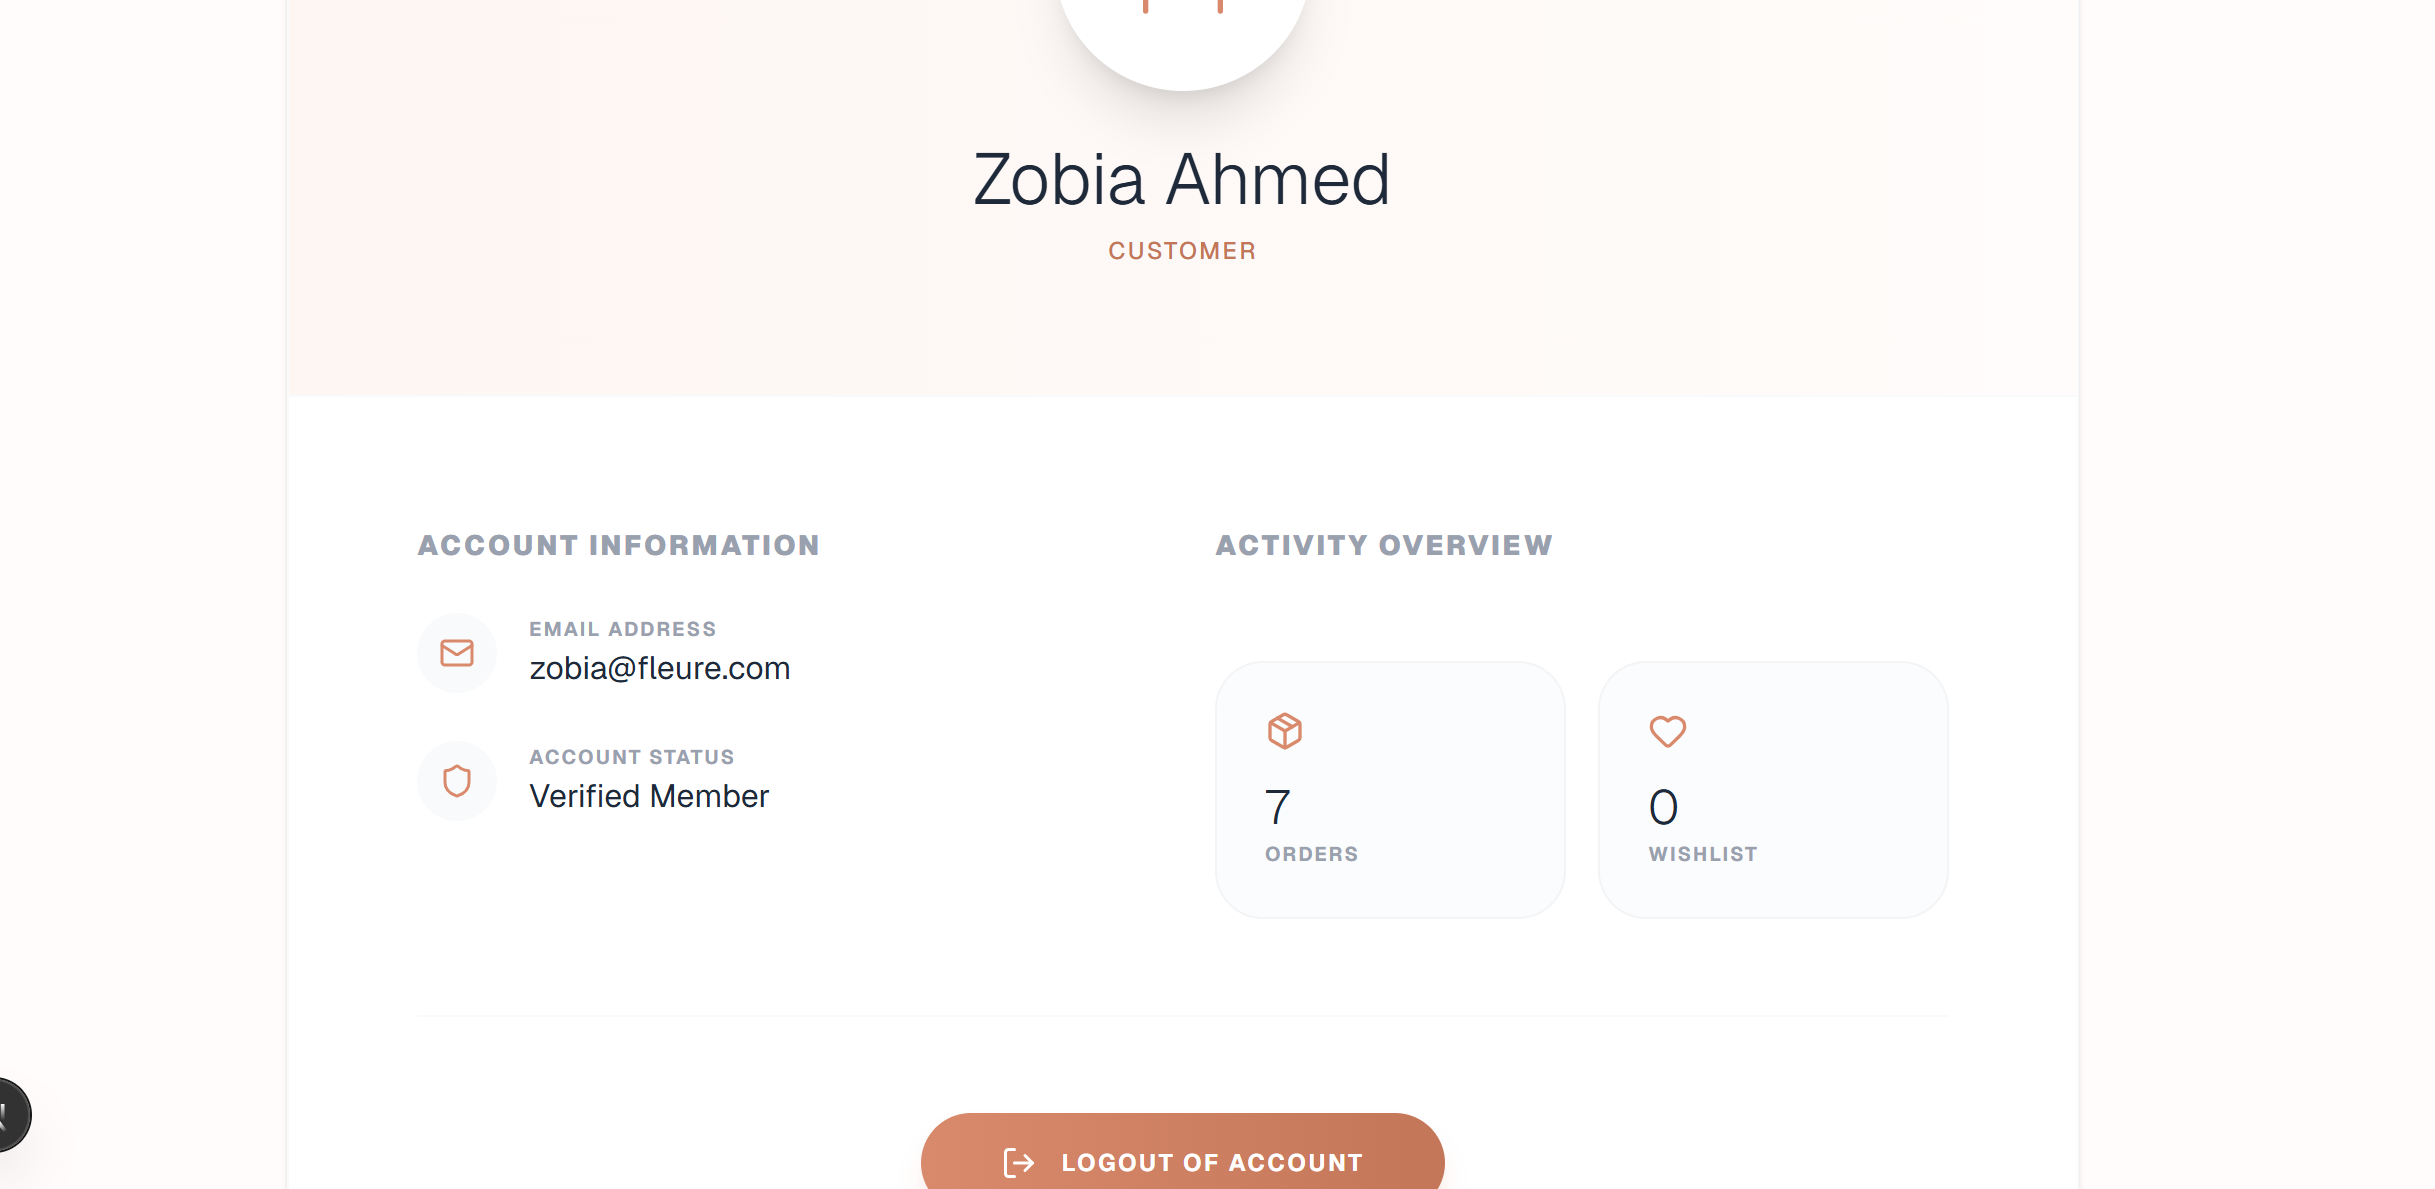 Zobia Ahmed
CUSTOMER
ACCOUNT INFORMATION
EMAIL ADDRESS
zobia@fleure.com
ACCOUNT STATUS
Verified Member
ACTIVITY OVERVIEW
7
ORDERS
0
WISHLIST
LOGOUT OF ACCOUNT